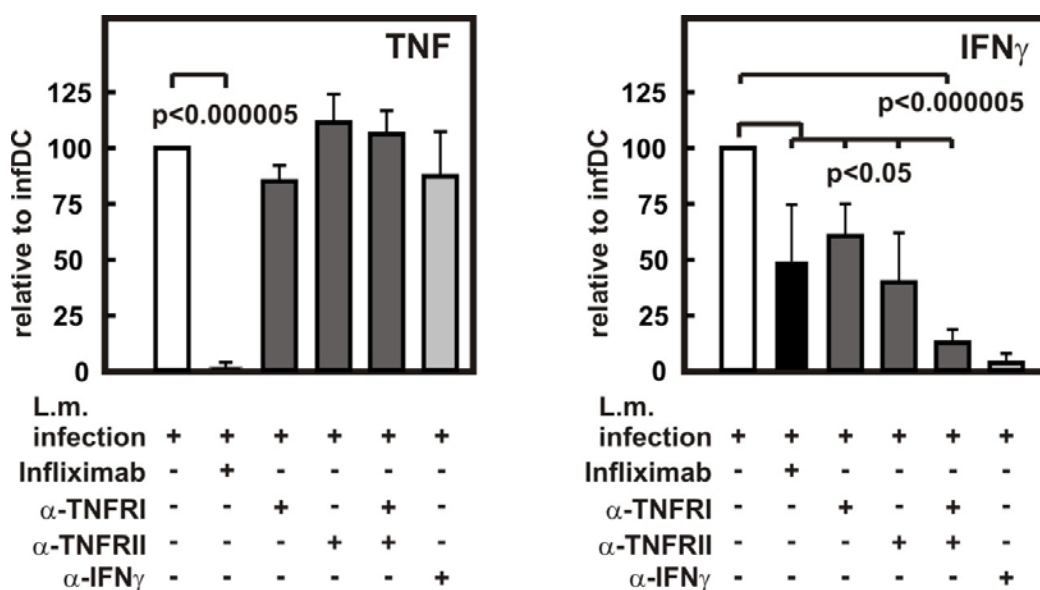 TNF
125
p<0.000005
100
75
50
25
0
relative to infDC
L.m.
infection + + + + + +
Infliximab - + - - - -
α-TNFRI - - + - + -
α-TNFRII - - - + + -
α-IFNγ - - - - - +
IFNγ
125
p<0.000005
100
p<0.05
75
50
25
0
relative to infDC
L.m.
infection + + + + + +
Infliximab - + - - - -
α-TNFRI - - + - + -
α-TNFRII - - - + + -
α-IFNγ - - - - - +